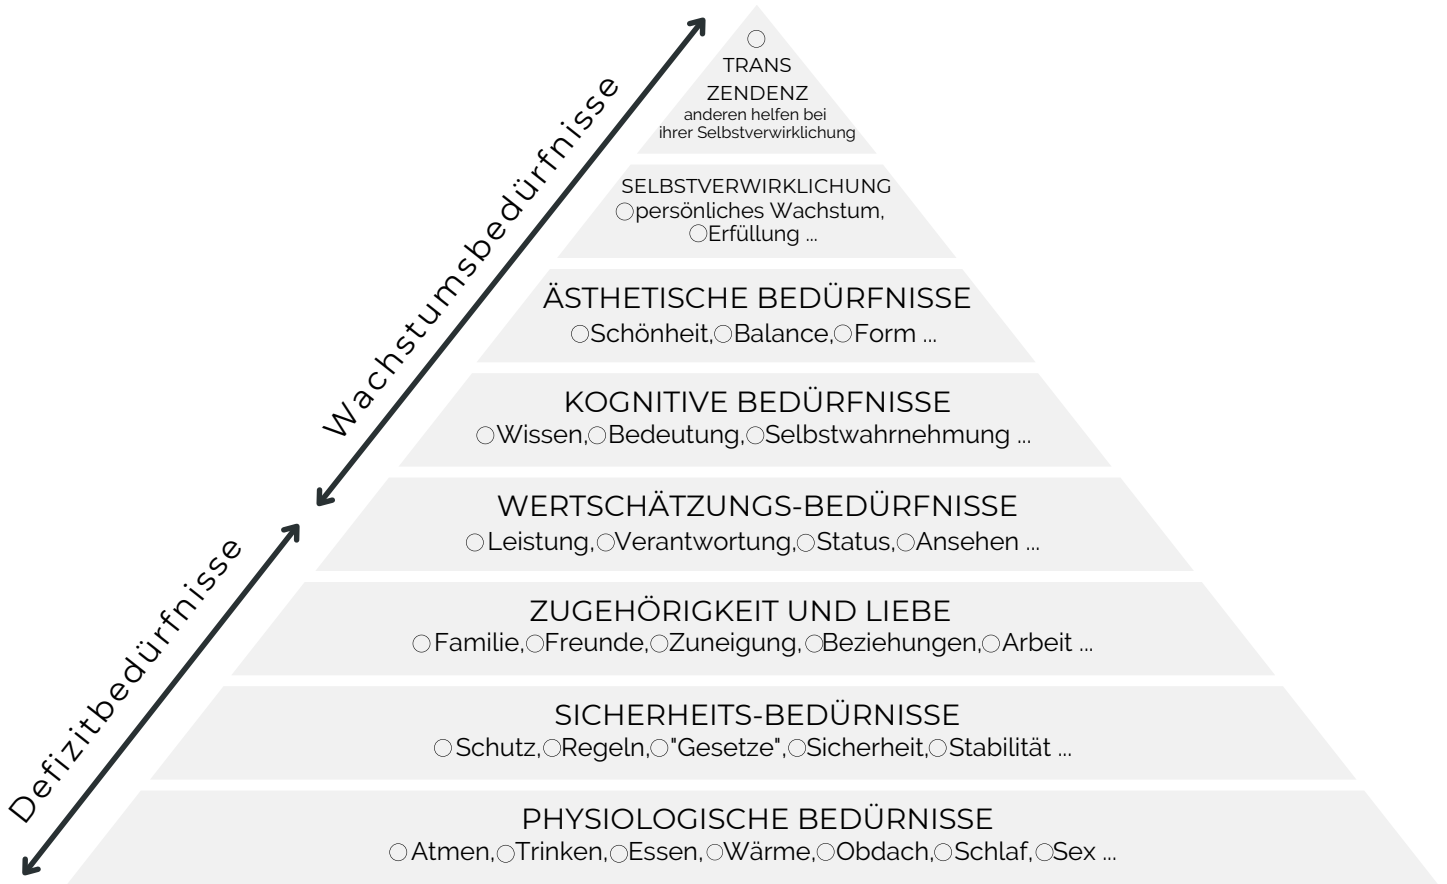 Wachstumsbedürfnisse
Defizitbedürfnisse
TRANS
ZENDENZ
anderen helfen bei
ihrer Selbstverwirklichung
SELBSTVERWIRKLICHUNG
persönliches Wachstum,
Erfüllung ...
ÄSTHETISCHE BEDÜRFNISSE
Schönheit, Balance, Form ...
KOGNITIVE BEDÜRFNISSE
Wissen, Bedeutung, Selbstwahrnehmung ...
WERTSCHÄTZUNGS-BEDÜRFNISSE
Leistung, Verantwortung, Status, Ansehen ...
ZUGEHÖRIGKEIT UND LIEBE
Familie, Freunde, Zuneigung, Beziehungen, Arbeit ...
SICHERHEITS-BEDÜRNISSE
Schutz, Regeln, "Gesetze", Sicherheit, Stabilität ...
PHYSIOLOGISCHE BEDÜRNISSE
Atmen, Trinken, Essen, Wärme, Obdach, Schlaf, Sex ...